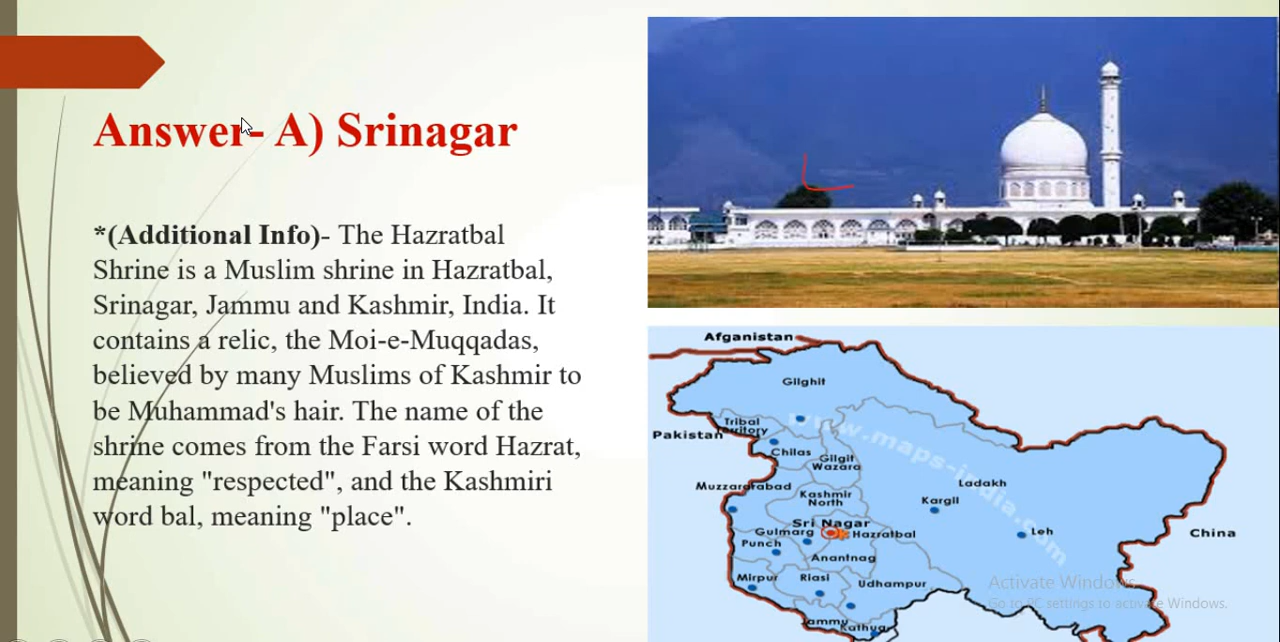 Answer- A) Srinagar
*(Additional Info)- The Hazratbal
Shrine is a Muslim shrine in Hazratbal,
Srinagar, Jammu and Kashmir, India. It
contains a relic, the Moi-e-Muqqadas,
believed by many Muslims of Kashmir to
be Muhammad's hair. The name of the
shrine comes from the Farsi word Hazrat,
meaning "respected", and the Kashmiri
word bal, meaning "place".
Afganistan
Gilghit
Tribal
Territory
Pakistan
Chilas
Gilgit
Wazara
Muzzargrabad
Kashmir
North
Ladakh
Kargil
Sri Nagar
Gulmarg
Hazratbal
Leh
China
Punch
Anantnag
Mirpur
Riasi
Udhampur
Jammu
Kathua
www.maps-india.com
Activate Windows
Go to PC settings to activate Windows.